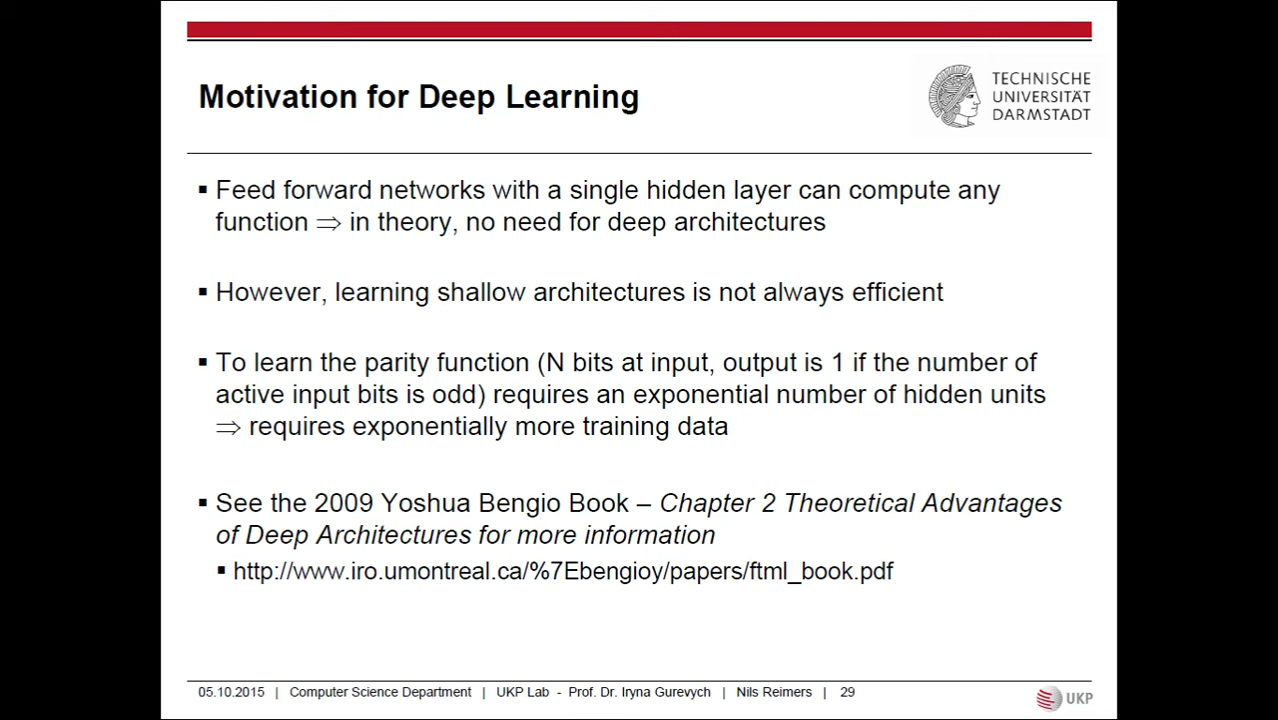 Motivation for Deep Learning
TECHNISCHE
UNIVERSITÄT
DARMSTADT
▪ Feed forward networks with a single hidden layer can compute any
function ⇒ in theory, no need for deep architectures
▪ However, learning shallow architectures is not always efficient
▪ To learn the parity function (N bits at input, output is 1 if the number of
active input bits is odd) requires an exponential number of hidden units
⇒ requires exponentially more training data
▪ See the 2009 Yoshua Bengio Book – Chapter 2 Theoretical Advantages
of Deep Architectures for more information
▪ http://www.iro.umontreal.ca/%7Ebengioy/papers/ftml_book.pdf
05.10.2015 | Computer Science Department | UKP Lab - Prof. Dr. Iryna Gurevych | Nils Reimers | 29
UKP